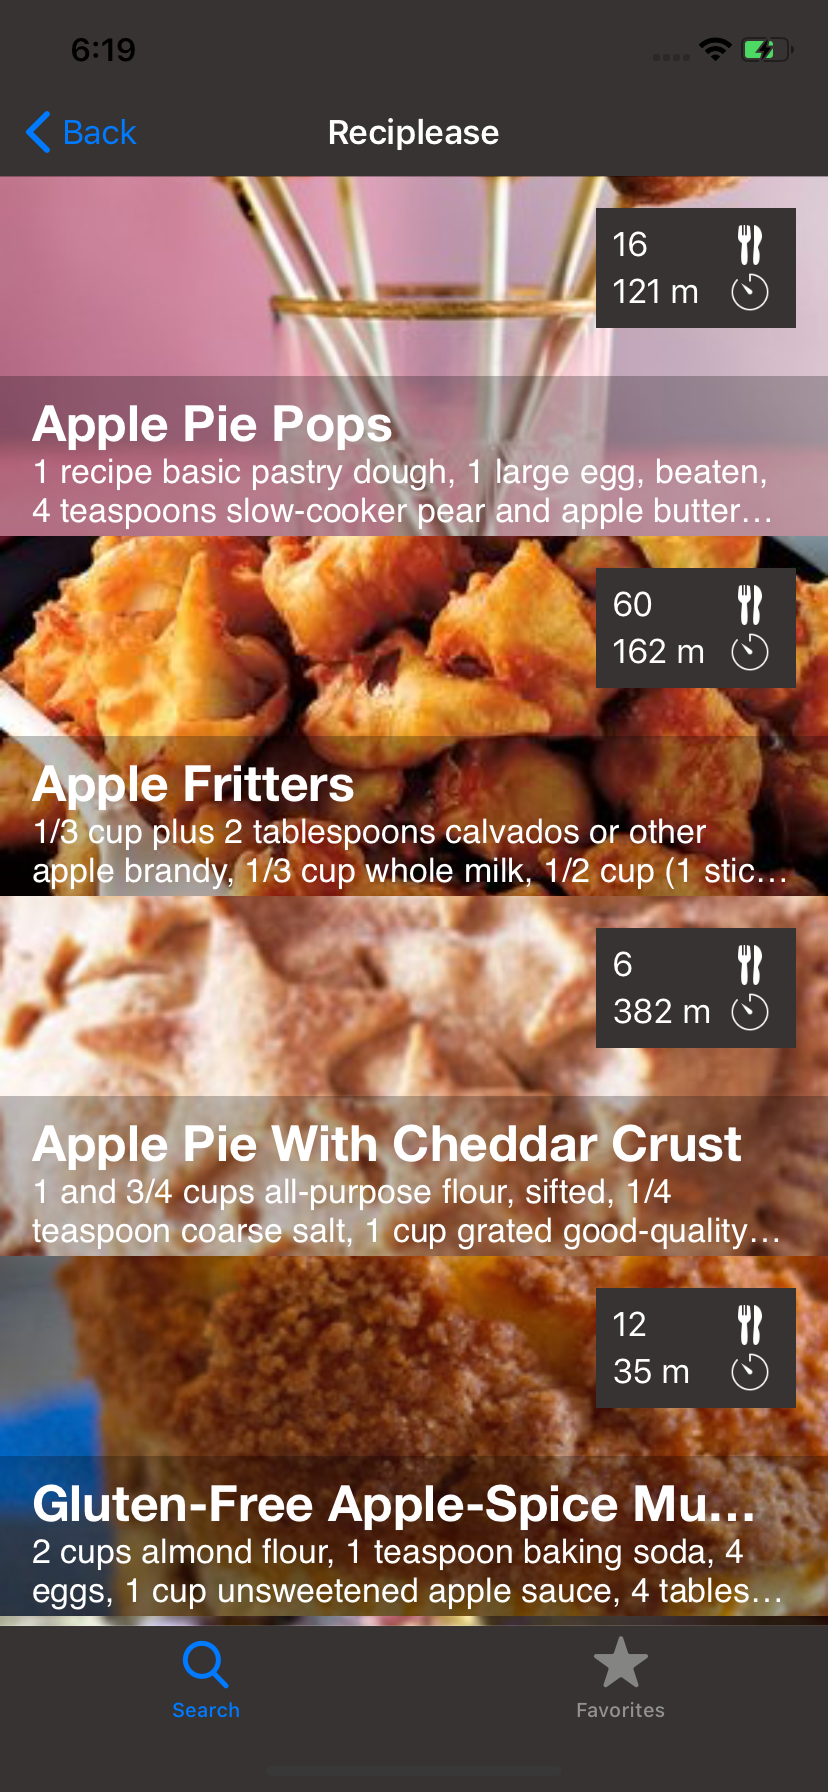 6:19
Back
Reciplease
16
121 m
Apple Pie Pops
1 recipe basic pastry dough, 1 large egg, beaten,
4 teaspoons slow-cooker pear and apple butter…
60
162 m
Apple Fritters
1/3 cup plus 2 tablespoons calvados or other
apple brandy, 1/3 cup whole milk, 1/2 cup (1 stic…
6
382 m
Apple Pie With Cheddar Crust
1 and 3/4 cups all-purpose flour, sifted, 1/4
teaspoon coarse salt, 1 cup grated good-quality…
12
35 m
Gluten-Free Apple-Spice Mu…
2 cups almond flour, 1 teaspoon baking soda, 4
eggs, 1 cup unsweetened apple sauce, 4 tables…
Search
Favorites